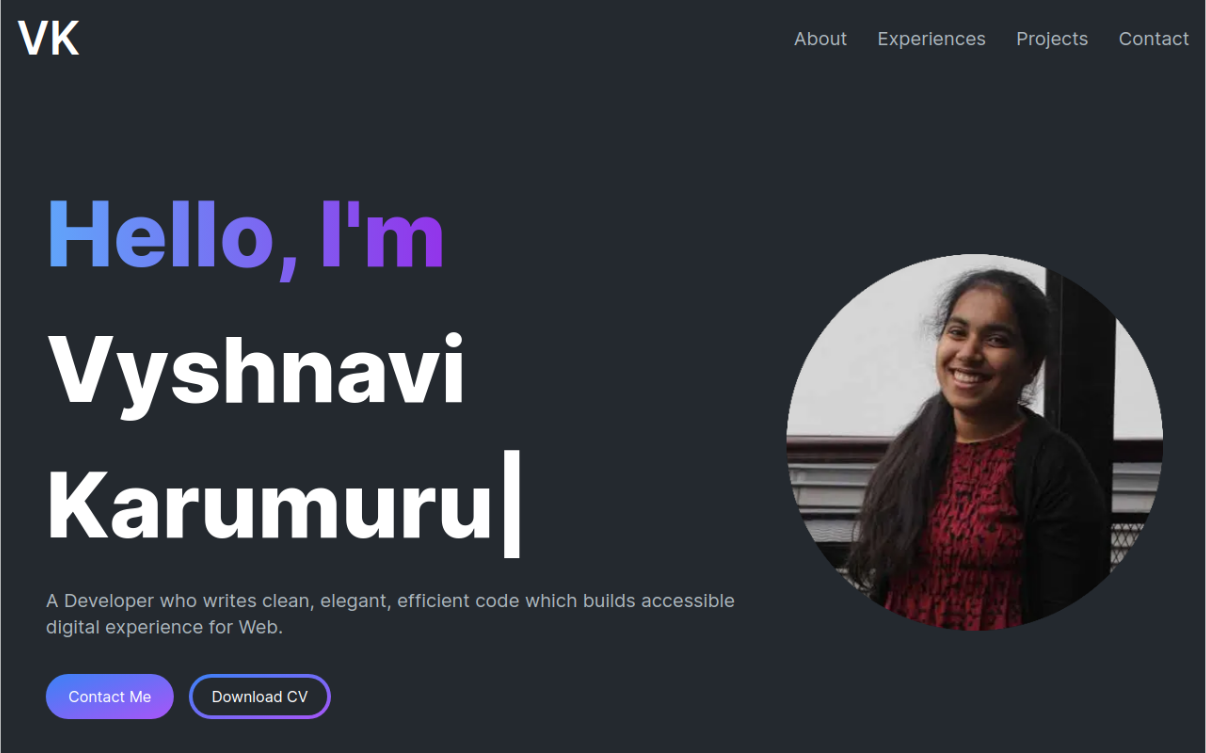 VK
About Experiences Projects Contact
Hello, I'm
Vyshnavi
Karumuru
A Developer who writes clean, elegant, efficient code which builds accessible
digital experience for Web.
Contact Me Download CV